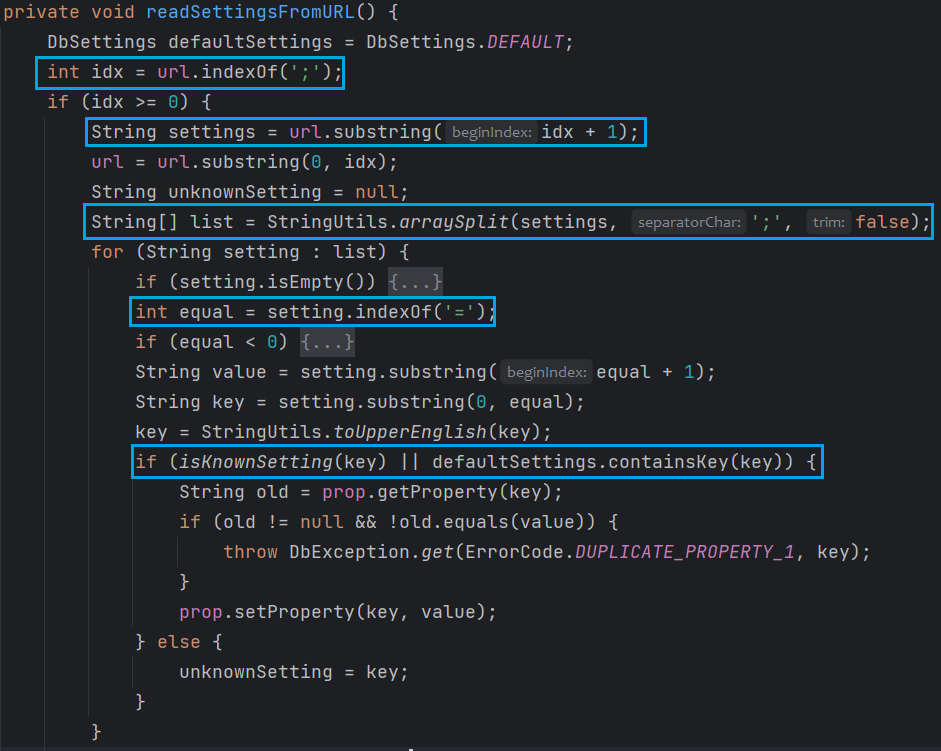 private void readSettingsFromURL() {
    DbSettings defaultSettings = DbSettings.DEFAULT;
    int idx = url.indexOf(';');
    if (idx >= 0) {
        String settings = url.substring( beginIndex: idx + 1);
        url = url.substring(0, idx);
        String unknownSetting = null;
        String[] list = StringUtils.arraySplit(settings, separatorChar: ';', trim: false);
        for (String setting : list) {
            if (setting.isEmpty()) {...}
            int equal = setting.indexOf('=');
            if (equal < 0) {...}
            String value = setting.substring( beginIndex: equal + 1);
            String key = setting.substring(0, equal);
            key = StringUtils.toUpperEnglish(key);
            if (isKnownSetting(key) || defaultSettings.containsKey(key)) {
                String old = prop.getProperty(key);
                if (old != null && !old.equals(value)) {
                    throw DbException.get(ErrorCode.DUPLICATE_PROPERTY_1, key);
                }
                prop.setProperty(key, value);
            } else {
                unknownSetting = key;
            }
        }